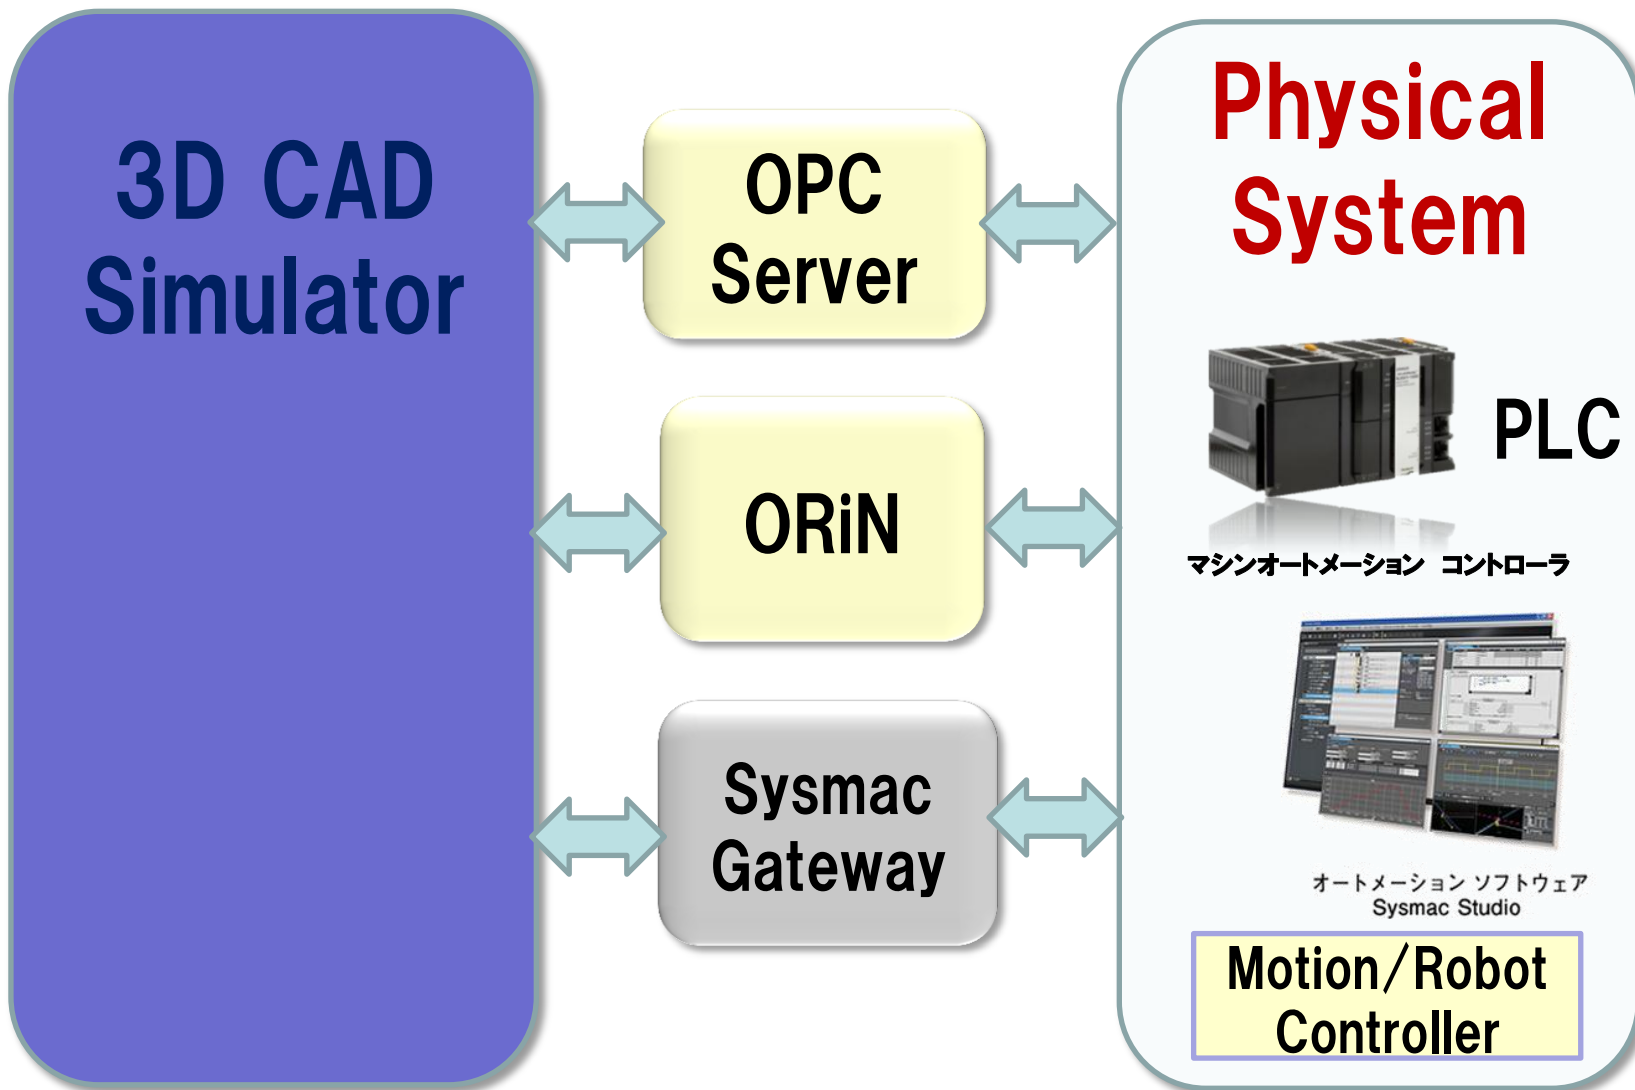 3D CAD
Simulator
OPC
Server
ORiN
Sysmac
Gateway
Physical
System
PLC
マシンオートメーション コントローラ
オートメーション ソフトウェア
Sysmac Studio
Motion/Robot
Controller